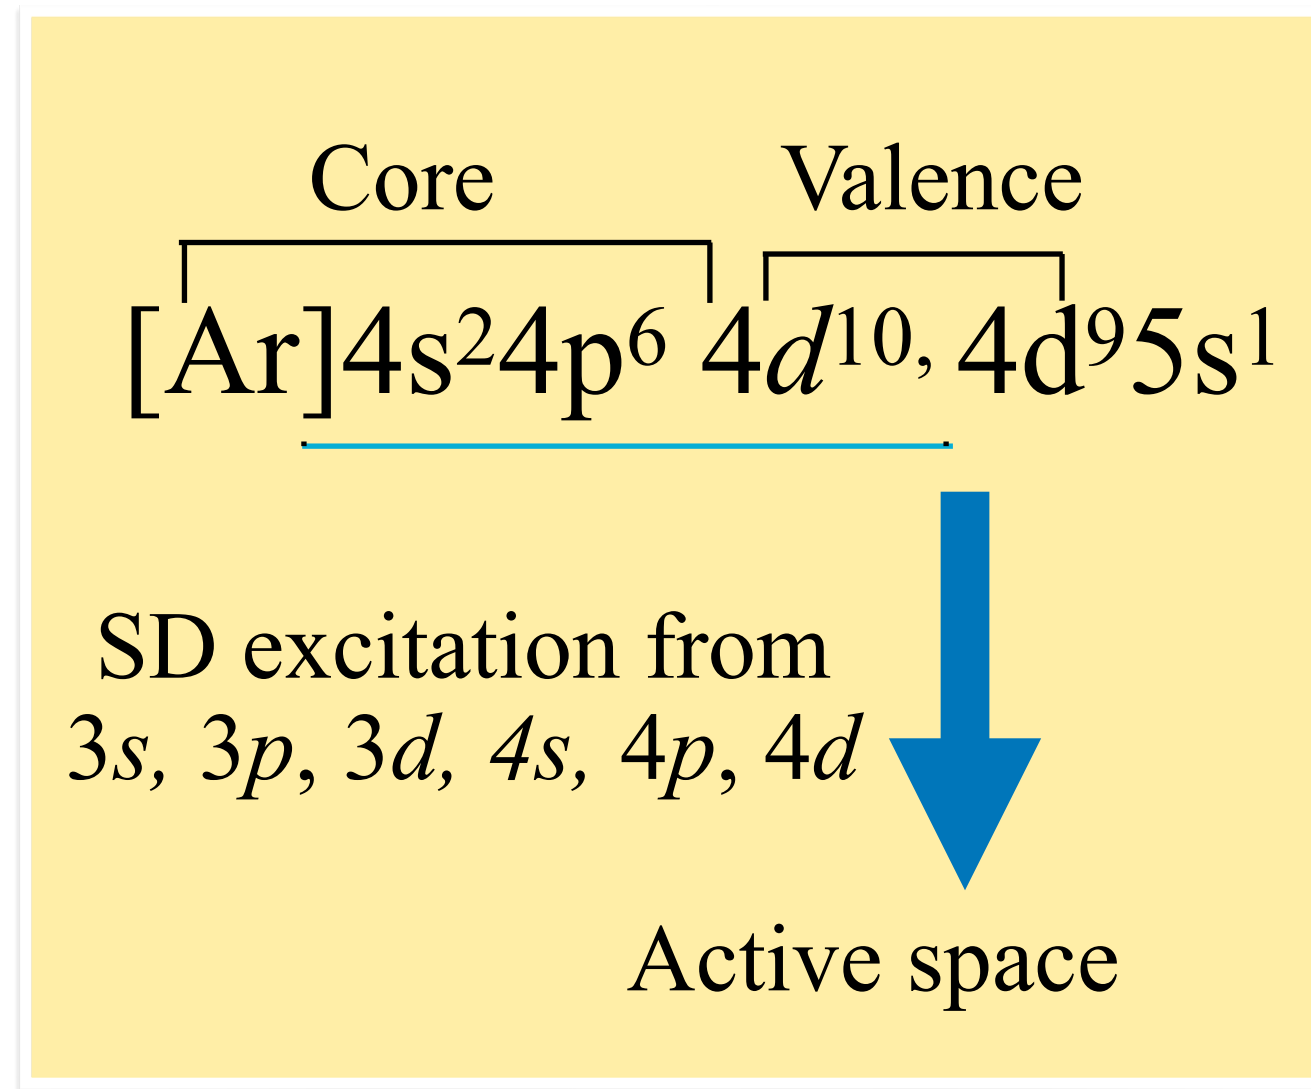 Core Valence
[Ar]4s²4p⁶ 4d¹⁰, 4d⁹5s¹
SD excitation from
3s, 3p, 3d, 4s, 4p, 4d
Active space